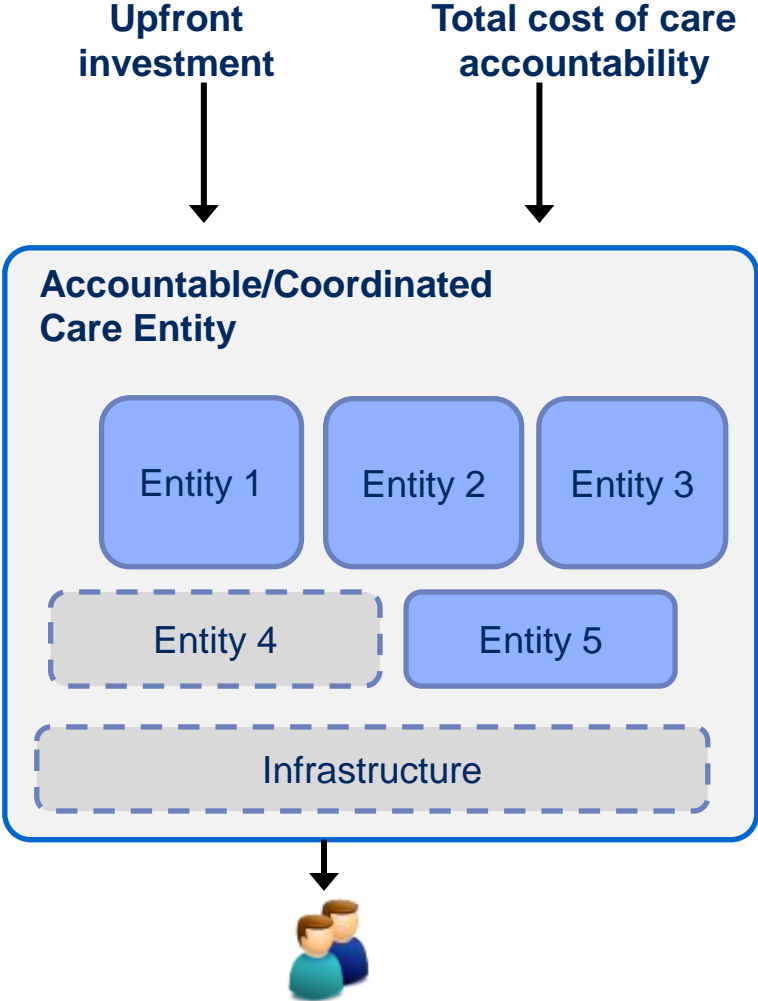 Upfront
investment
Total cost of care
accountability
Accountable/Coordinated
Care Entity
Entity 1
Entity 2
Entity 3
Entity 4
Entity 5
Infrastructure